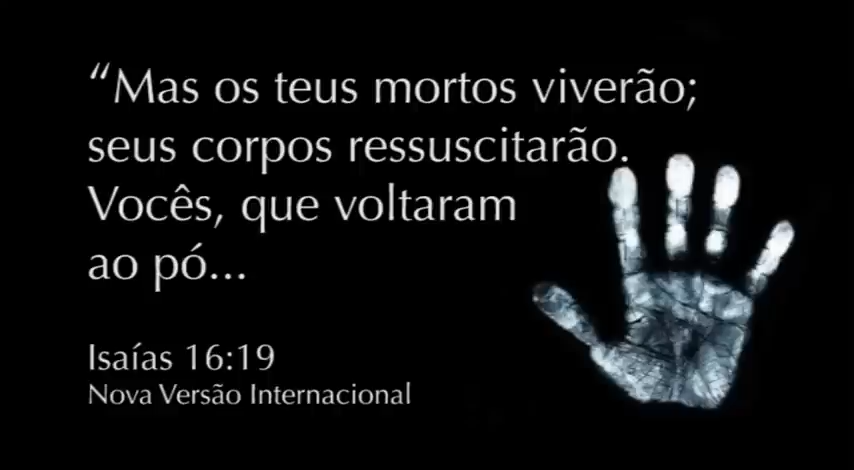 “Mas os teus mortos viverão;
seus corpos ressuscitarão.
Vocês, que voltaram
ao pó...
Isaías 16:19
Nova Versão Internacional